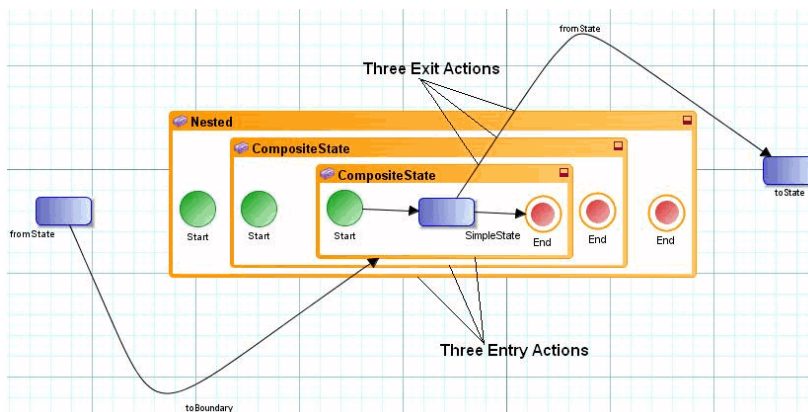 fromState
Three Exit Actions
Nested
CompositeState
CompositeState
toState
fromState
Start
Start
Start
SimpleState
End
End
End
Three Entry Actions
toBoundary